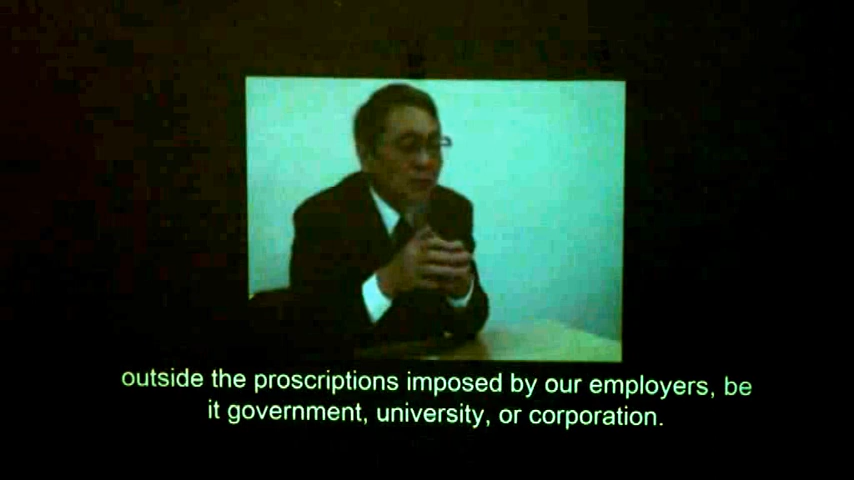 outside the proscriptions imposed by our employers, be
it government, university, or corporation.